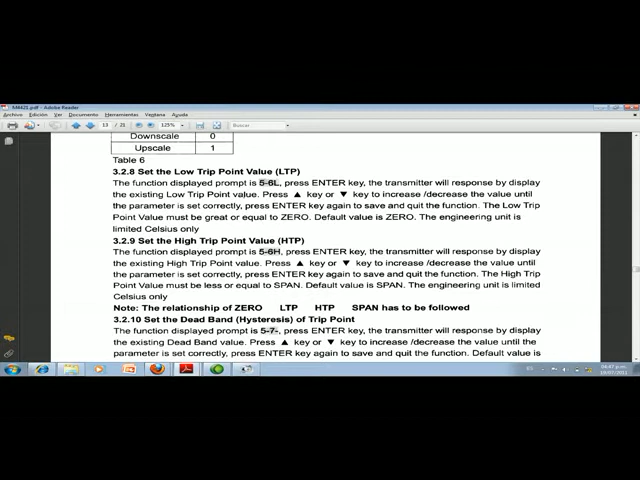 M4421.pdf - Adobe Reader
Archivo Edición Ver Documento Herramientas Ventana Ayuda
13 / 21 125% Buscar
Downscale 0
Upscale 1
Table 6
3.2.8 Set the Low Trip Point Value (LTP)
The function displayed prompt is 5-6L, press ENTER key, the transmitter will response by display
the existing Low Trip Point value. Press ▲ key or ▼ key to increase /decrease the value until
the parameter is set correctly, press ENTER key again to save and quit the function. The Low Trip
Point Value must be great or equal to ZERO. Default value is ZERO. The engineering unit is
limited Celsius only
3.2.9 Set the High Trip Point Value (HTP)
The function displayed prompt is 5-6H, press ENTER key, the transmitter will response by display
the existing High Trip Point value. Press ▲ key or ▼ key to increase /decrease the value until
the parameter is set correctly, press ENTER key again to save and quit the function. The High Trip
Point Value must be less or equal to SPAN. Default value is SPAN. The engineering unit is limited
Celsius only
Note: The relationship of ZERO LTP HTP SPAN has to be followed
3.2.10 Set the Dead Band (Hysteresis) of Trip Point
The function displayed prompt is 5-7-, press ENTER key, the transmitter will response by display
the existing Dead Band value. Press ▲ key or ▼ key to increase /decrease the value until the
parameter is set correctly, press ENTER key again to save and quit the function. Default value is
ES
04:47 p.m.